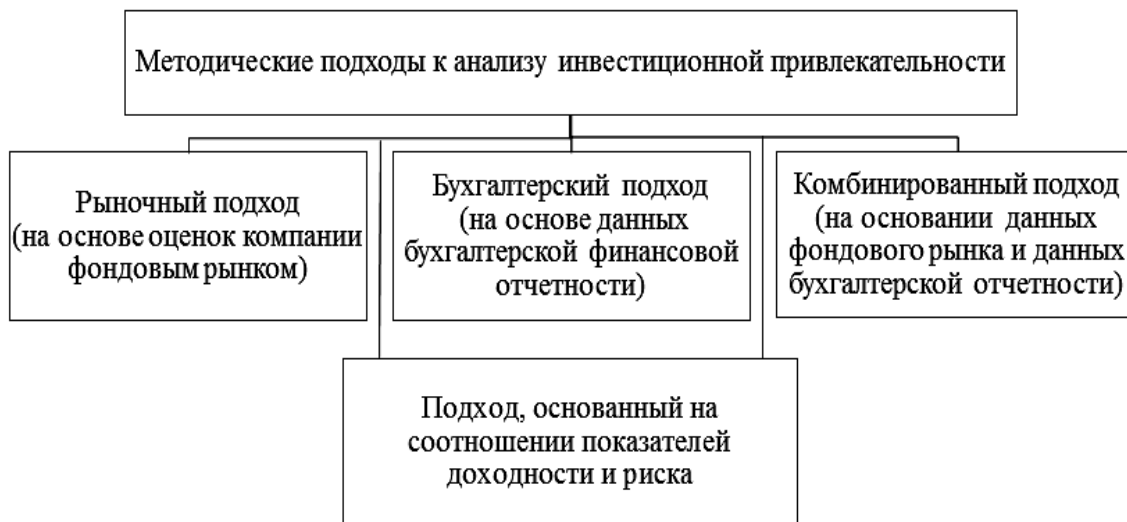 Методические подходы к анализу инвестиционной привлекательности
Рыночный подход
(на основе оценок компании
фондовым рынком)
Бухгалтерский подход
(на основе данных
бухгалтерской финансовой
отчетности)
Комбинированный подход
(на основании данных
фондового рынка и данных
бухгалтерской отчетности)
Подход, основанный на
соотношении показателей
доходности и риска